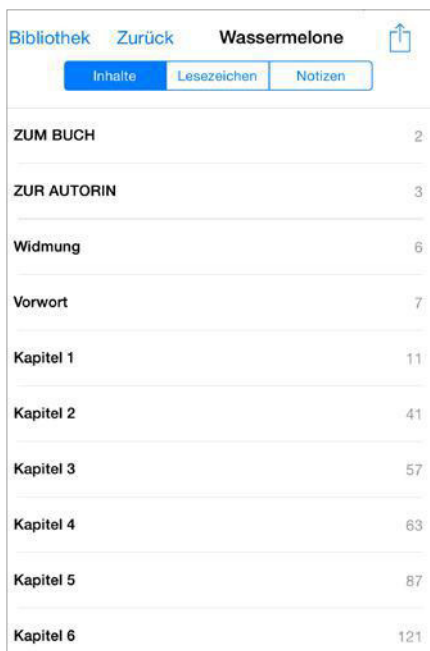 Bibliothek Zurück Wassermelone
Inhalte Lesezeichen Notizen
ZUM BUCH 2
ZUR AUTORIN 3
Widmung 6
Vorwort 7
Kapitel 1 11
Kapitel 2 41
Kapitel 3 57
Kapitel 4 63
Kapitel 5 87
Kapitel 6 121